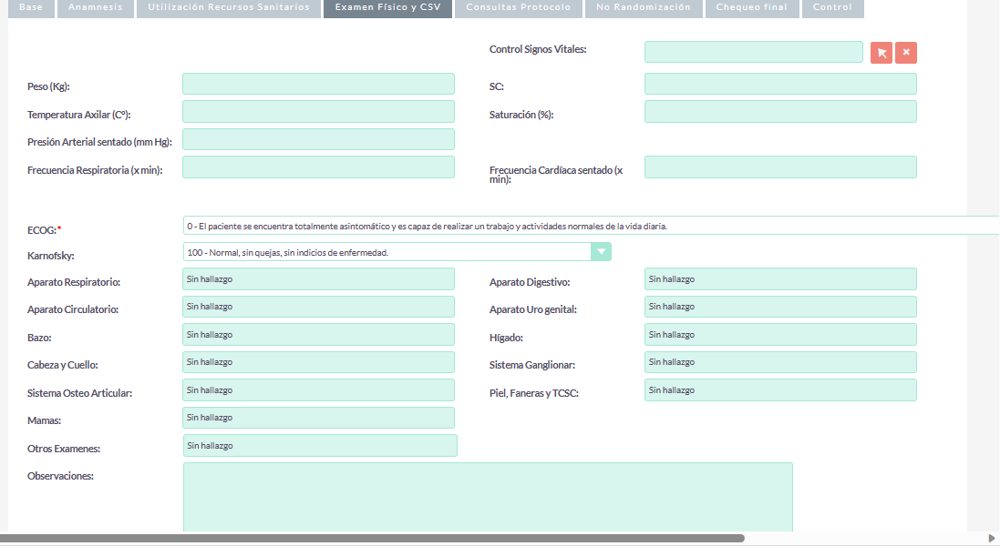 Base Anamnesis Utilización Recursos Sanitarios Examen Físico y CSV Consultas Protocolo No Randomización Chequeo final Control
Control Signos Vitales:
Peso (Kg): SC:
Temperatura Axilar (Cº): Saturación (%):
Presión Arterial sentado (mm Hg):
Frecuencia Respiratoria (x min): Frecuencia Cardíaca sentado (x
min):
ECOG:* 0 - El paciente se encuentra totalmente asintomático y es capaz de realizar un trabajo y actividades normales de la vida diaria.
Karnofsky: 100 - Normal, sin quejas, sin indicios de enfermedad.
Aparato Respiratorio: Sin hallazgo Aparato Digestivo: Sin hallazgo
Aparato Circulatorio: Sin hallazgo Aparato Uro genital: Sin hallazgo
Bazo: Sin hallazgo Hígado: Sin hallazgo
Cabeza y Cuello: Sin hallazgo Sistema Ganglionar: Sin hallazgo
Sistema Osteo Articular: Sin hallazgo Piel, Faneras y TCSC: Sin hallazgo
Mamas: Sin hallazgo
Otros Examenes: Sin hallazgo
Observaciones: